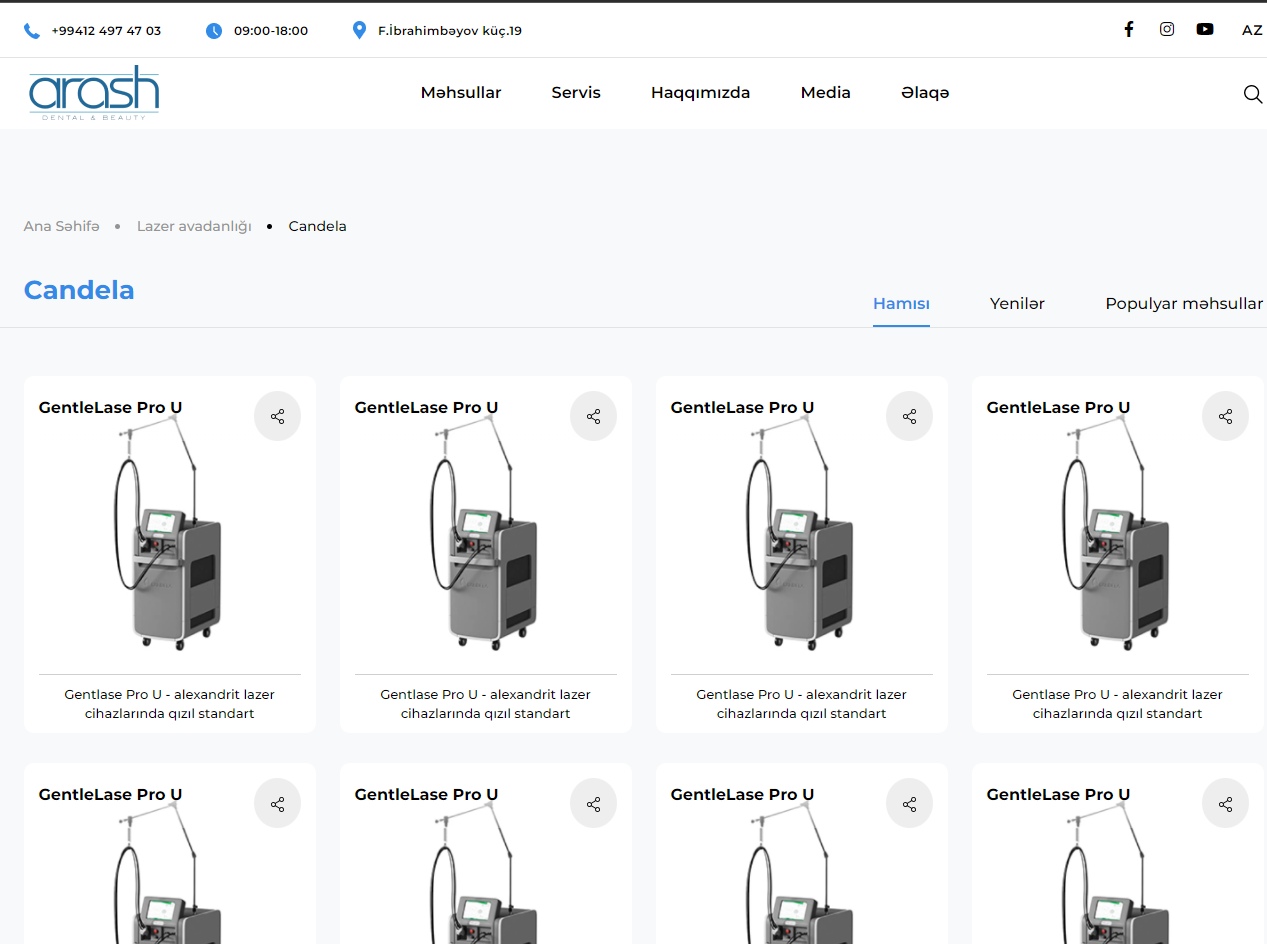 +99412 497 47 03 09:00-18:00 F.İbrahimbəyov küç.19 AZ
arash
DENTAL & BEAUTY
Məhsullar Servis Haqqımızda Media Əlaqə
Ana Səhifə • Lazer avadanlığı • Candela
Candela
Hamısı Yenilər Populyar məhsullar
GentleLase Pro U GentleLase Pro U GentleLase Pro U GentleLase Pro U
Gentlase Pro U - alexandrit lazer Gentlase Pro U - alexandrit lazer Gentlase Pro U - alexandrit lazer Gentlase Pro U - alexandrit lazer
cihazlarında qızıl standart cihazlarında qızıl standart cihazlarında qızıl standart cihazlarında qızıl standart
GentleLase Pro U GentleLase Pro U GentleLase Pro U GentleLase Pro U